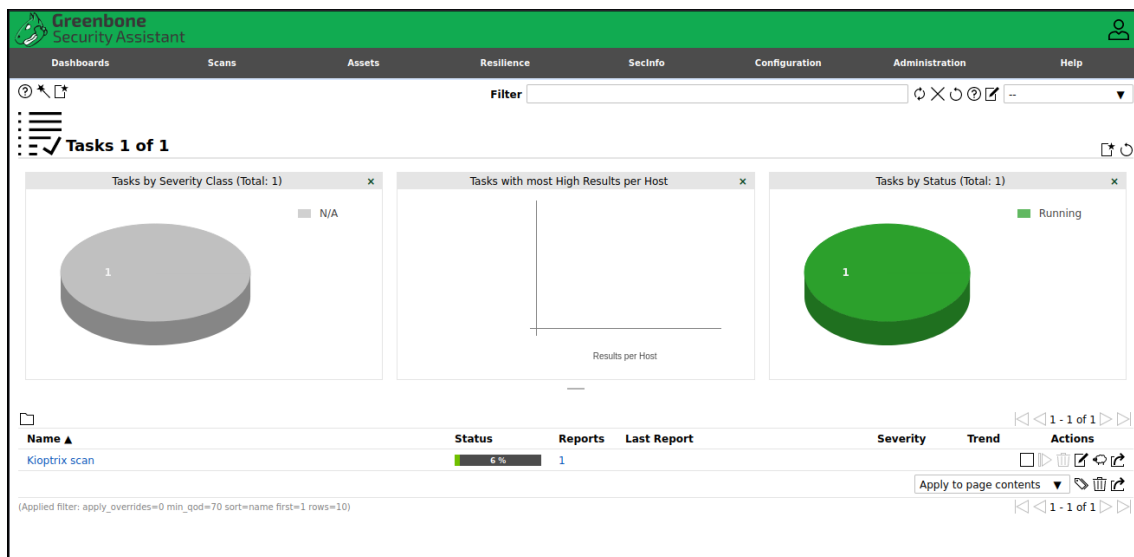 Greenbone
Security Assistant
Dashboards Scans Assets Resilience SecInfo Configuration Administration Help
Filter --
Tasks 1 of 1
Tasks by Severity Class (Total: 1) ×
N/A
1
Tasks with most High Results per Host ×
Results per Host
Tasks by Status (Total: 1) ×
Running
1
1 - 1 of 1
Name ▲ Status Reports Last Report Severity Trend Actions
Kioptrix scan 6 % 1
Apply to page contents ▼
(Applied filter: apply_overrides=0 min_qod=70 sort=name first=1 rows=10) 1 - 1 of 1